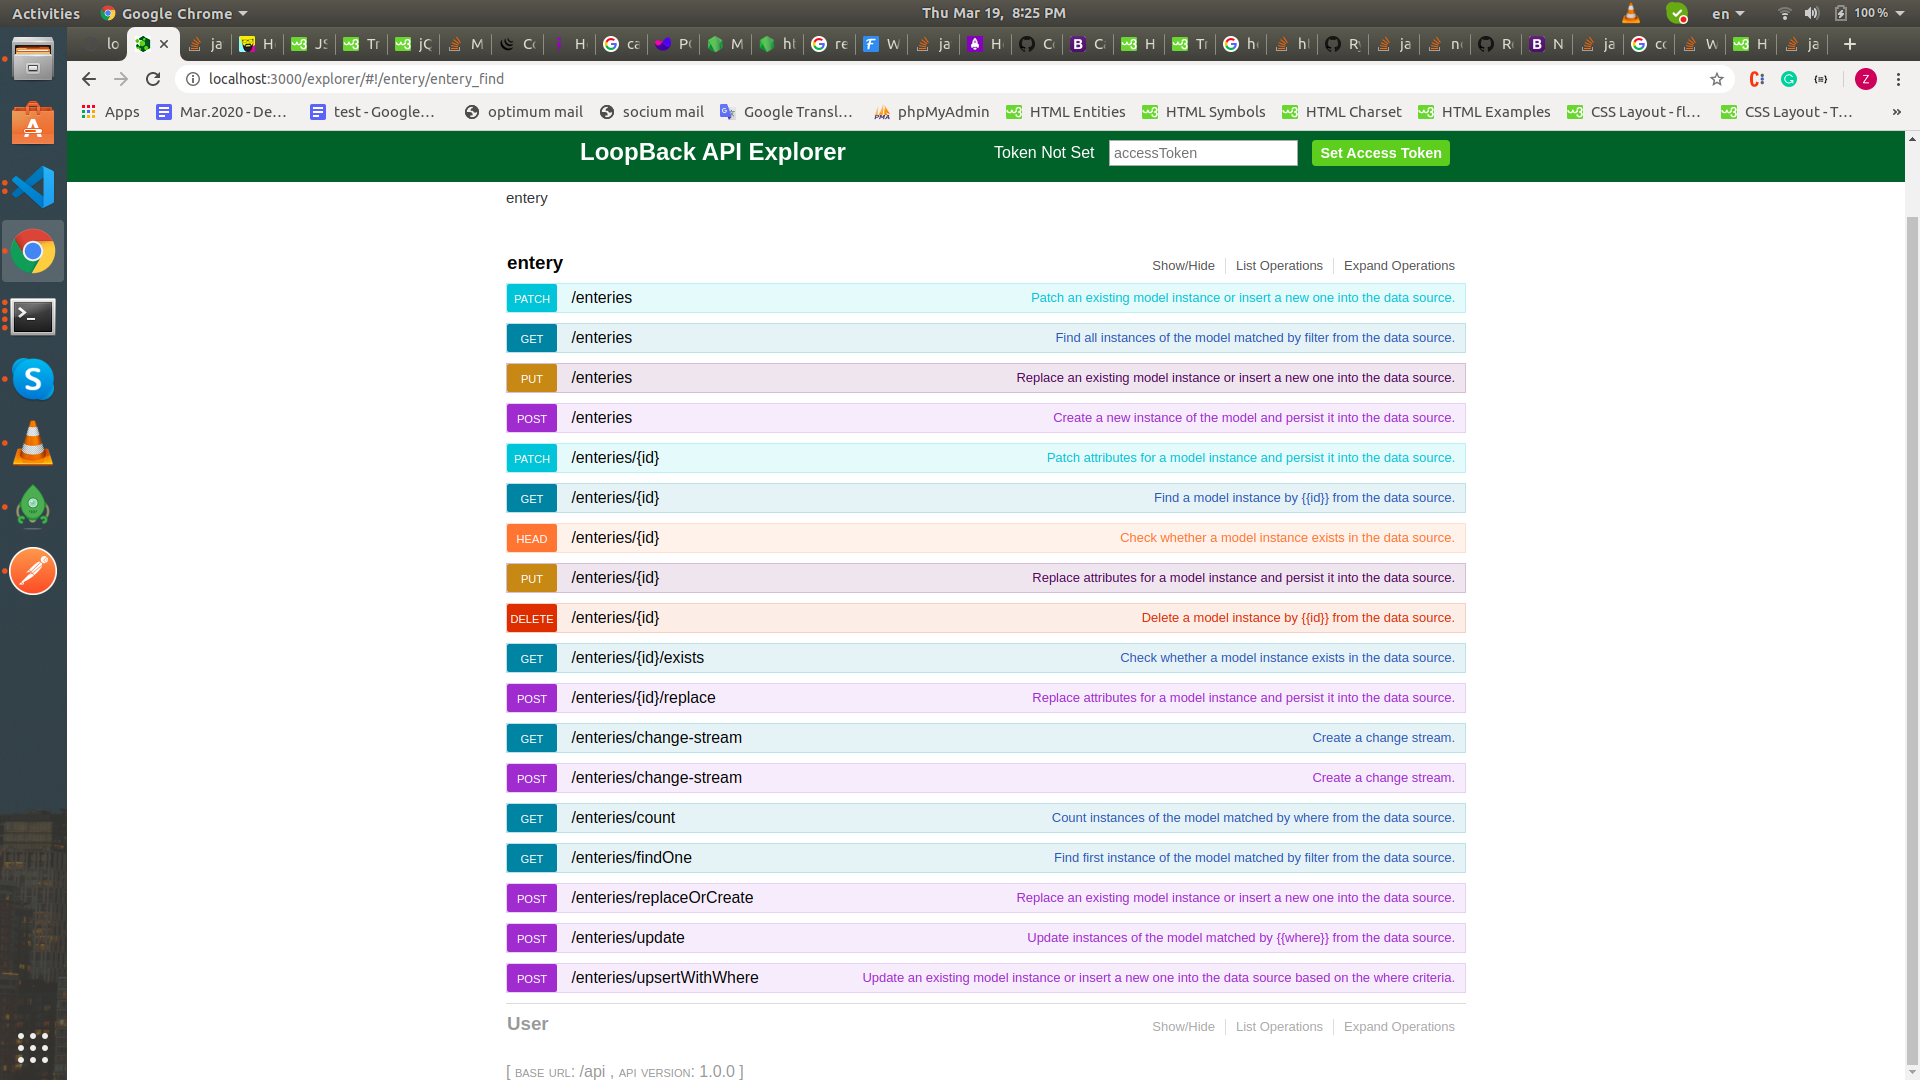 Activities Google Chrome Thu Mar 19, 8:25 PM en 100%
lo ja H JS Tr jQ M Co H ca PO M hl re W ja H Co Ca H Tr ho hl R ja no Re N ja co W H ja
localhost:3000/explorer/#!/entery/entery_find Z
Apps Mar.2020 - De... test - Google... optimum mail socium mail Google Transl... phpMyAdmin HTML Entities HTML Symbols HTML Charset HTML Examples CSS Layout - fl... CSS Layout - T... »
LoopBack API Explorer Token Not Set accessToken Set Access Token
entery
entery Show/Hide List Operations Expand Operations
PATCH /enteries Patch an existing model instance or insert a new one into the data source.
GET /enteries Find all instances of the model matched by filter from the data source.
PUT /enteries Replace an existing model instance or insert a new one into the data source.
POST /enteries Create a new instance of the model and persist it into the data source.
PATCH /enteries/{id} Patch attributes for a model instance and persist it into the data source.
GET /enteries/{id} Find a model instance by {{id}} from the data source.
HEAD /enteries/{id} Check whether a model instance exists in the data source.
PUT /enteries/{id} Replace attributes for a model instance and persist it into the data source.
DELETE /enteries/{id} Delete a model instance by {{id}} from the data source.
GET /enteries/{id}/exists Check whether a model instance exists in the data source.
POST /enteries/{id}/replace Replace attributes for a model instance and persist it into the data source.
GET /enteries/change-stream Create a change stream.
POST /enteries/change-stream Create a change stream.
GET /enteries/count Count instances of the model matched by where from the data source.
GET /enteries/findOne Find first instance of the model matched by filter from the data source.
POST /enteries/replaceOrCreate Replace an existing model instance or insert a new one into the data source.
POST /enteries/update Update instances of the model matched by {{where}} from the data source.
POST /enteries/upsertWithWhere Update an existing model instance or insert a new one into the data source based on the where criteria.
User Show/Hide List Operations Expand Operations
[ BASE URL: /api , API VERSION: 1.0.0 ]